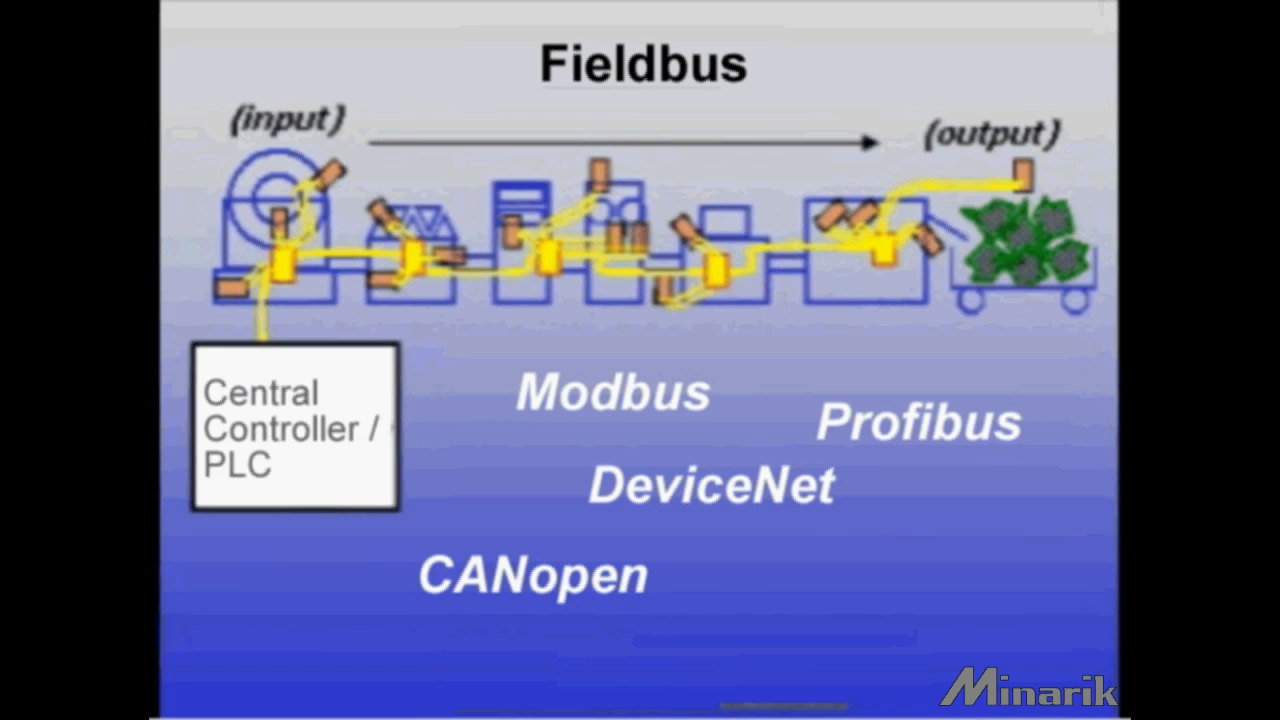 Fieldbus
(input)
(output)
Central
Controller /
PLC
Modbus
Profibus
DeviceNet
CANopen
Minarik